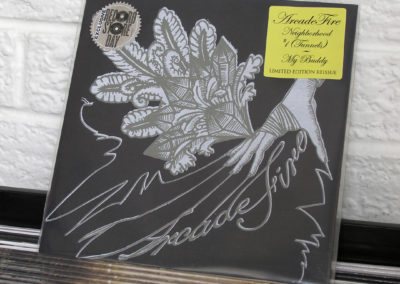 Arcade Fire
Neighborhood
#1 (Tunnels)
My Buddy
LIMITED EDITION REISSUE
Arcade Fire